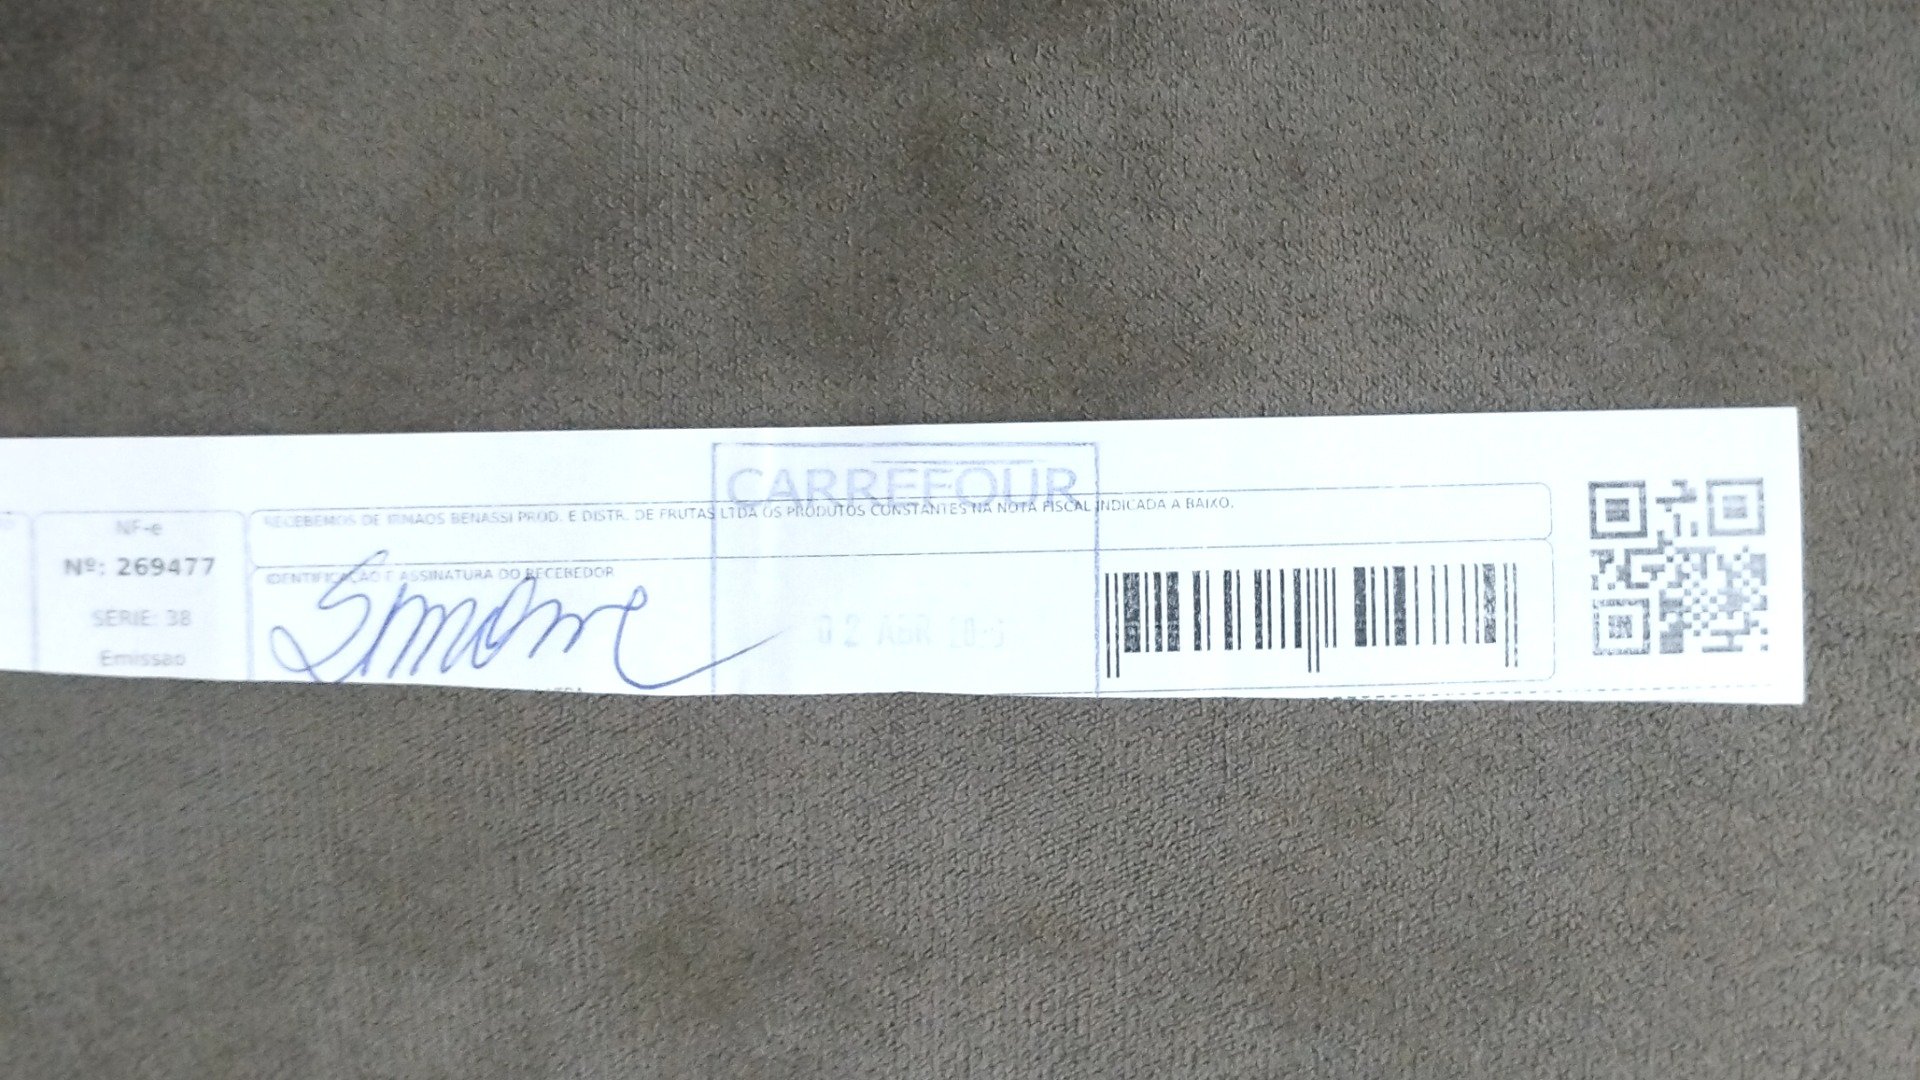 CARREFOUR
RECEBEMOS DE IRMAOS BENASSI PROD. E DISTR. DE FRUTAS LTDA OS PRODUTOS CONSTANTES NA NOTA FISCAL INDICADA A BAIXO.
NF-e
Nº: 269477
SÉRIE: 38
Emissao
IDENTIFICAÇÃO E ASSINATURA DO RECEBEDOR
Simone
02 ABR